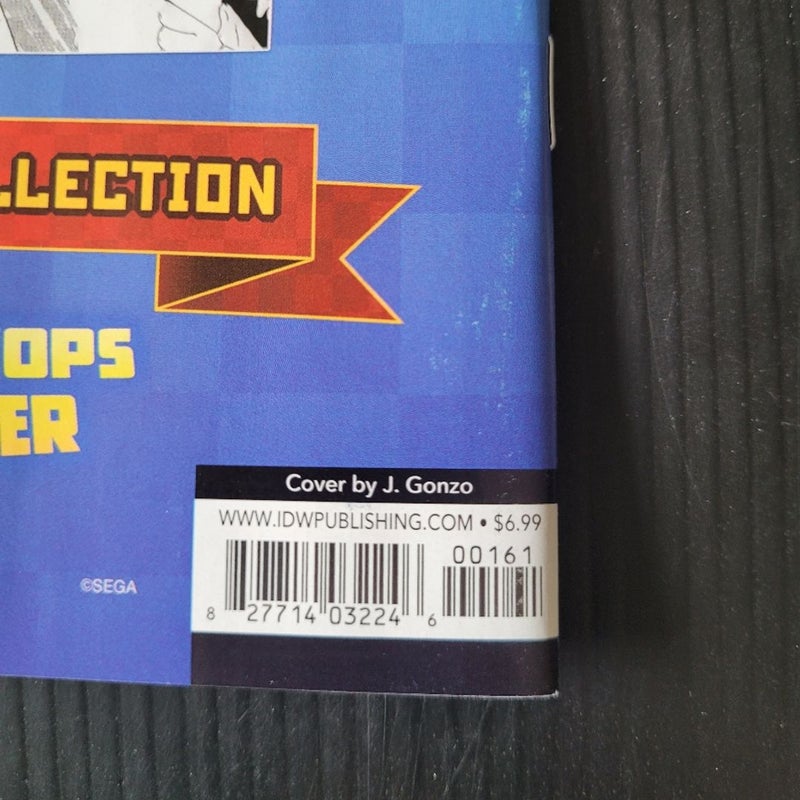 LLECTION
OPS
ER
Cover by J. Gonzo
WWW.IDWPUBLISHING.COM • $6.99
00161
8 27714 03224 6
©SEGA